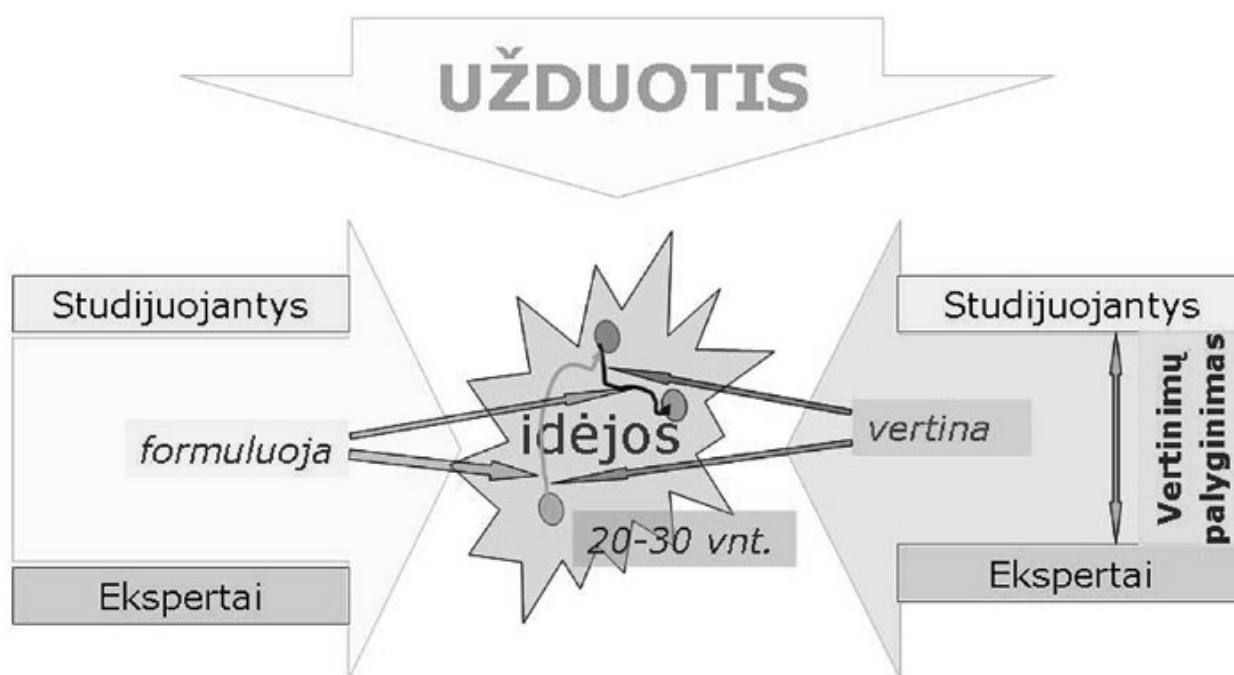 UŽDUOTIS
Studijuojantys
formuluoja
Ekspertai
idėjos
20-30 vnt.
Studijuojantys
vertina
Vertinimų
palyginimas
Ekspertai